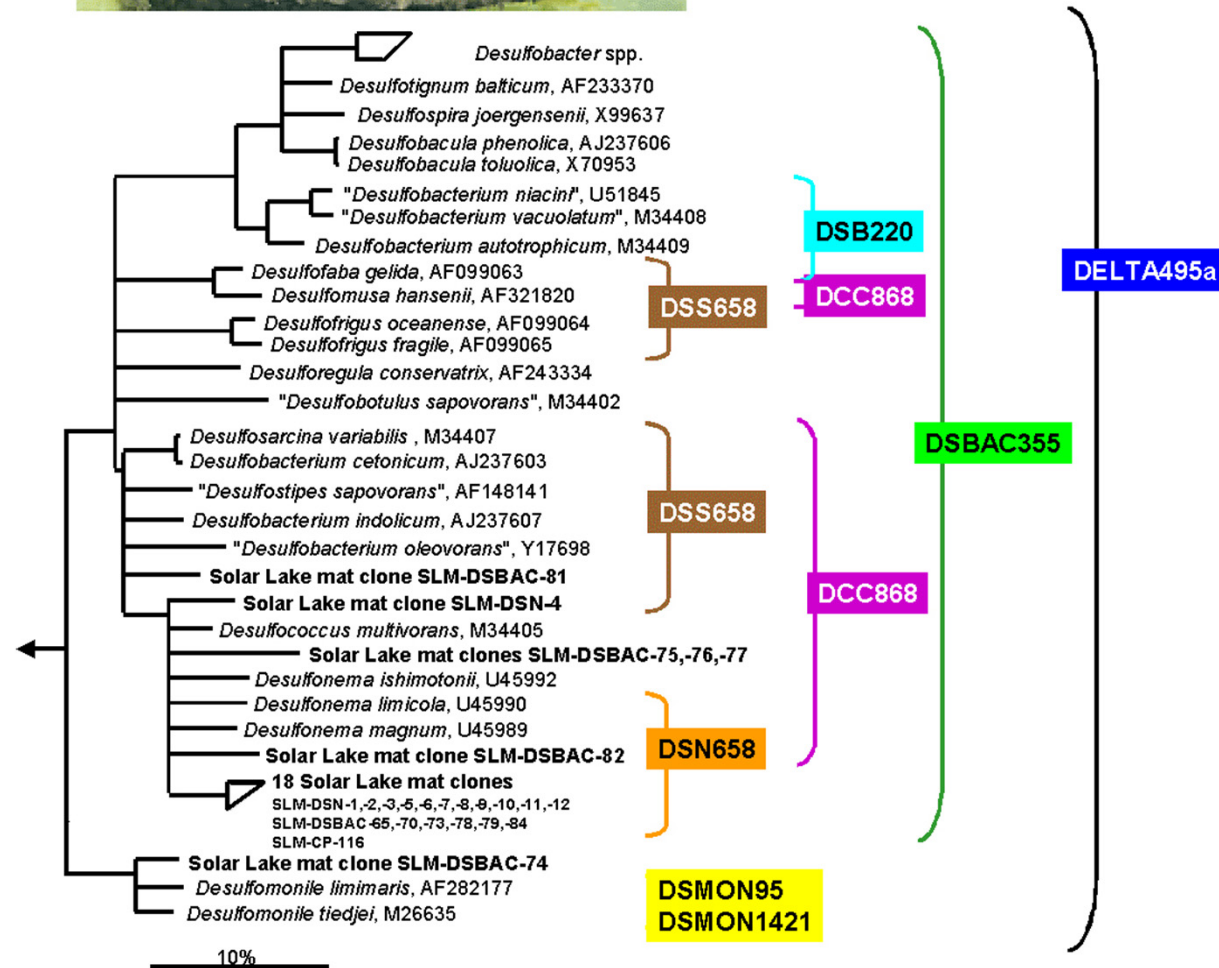 Desulfobacter spp.
Desulfotignum balticum, AF233370
Desulfospira joergensenii, X99637
Desulfobacula phenolica, AJ237606
Desulfobacula toluolica, X70953
"Desulfobacterium niacini", U51845
"Desulfobacterium vacuolatum", M34408
Desulfobacterium autotrophicum, M34409
Desulfofaba gelida, AF099063
Desulfomusa hansenii, AF321820
Desulfofrigus oceanense, AF099064
Desulfofrigus fragile, AF099065
Desulforegula conservatrix, AF243334
"Desulfobotulus sapovorans", M34402
Desulfosarcina variabilis , M34407
Desulfobacterium cetonicum, AJ237603
"Desulfostipes sapovorans", AF148141
Desulfobacterium indolicum, AJ237607
"Desulfobacterium oleovorans", Y17698
Solar Lake mat clone SLM-DSBAC-81
Solar Lake mat clone SLM-DSN-4
Desulfococcus multivorans, M34405
Solar Lake mat clones SLM-DSBAC-75,-76,-77
Desulfonema ishimotonii, U45992
Desulfonema limicola, U45990
Desulfonema magnum, U45989
Solar Lake mat clone SLM-DSBAC-82
18 Solar Lake mat clones
SLM-DSN-1,-2,-3,-5,-6,-7,-8,-9,-10,-11,-12
SLM-DSBAC-65,-70,-73,-78,-79,-84
SLM-CP-116
Solar Lake mat clone SLM-DSBAC-74
Desulfomonile limimaris, AF282177
Desulfomonile tiedjei, M26635
10%
DSS658
DSS658
DSN658
DSMON95
DSMON1421
DSB220
DCC868
DCC868
DSBAC355
DELTA495a